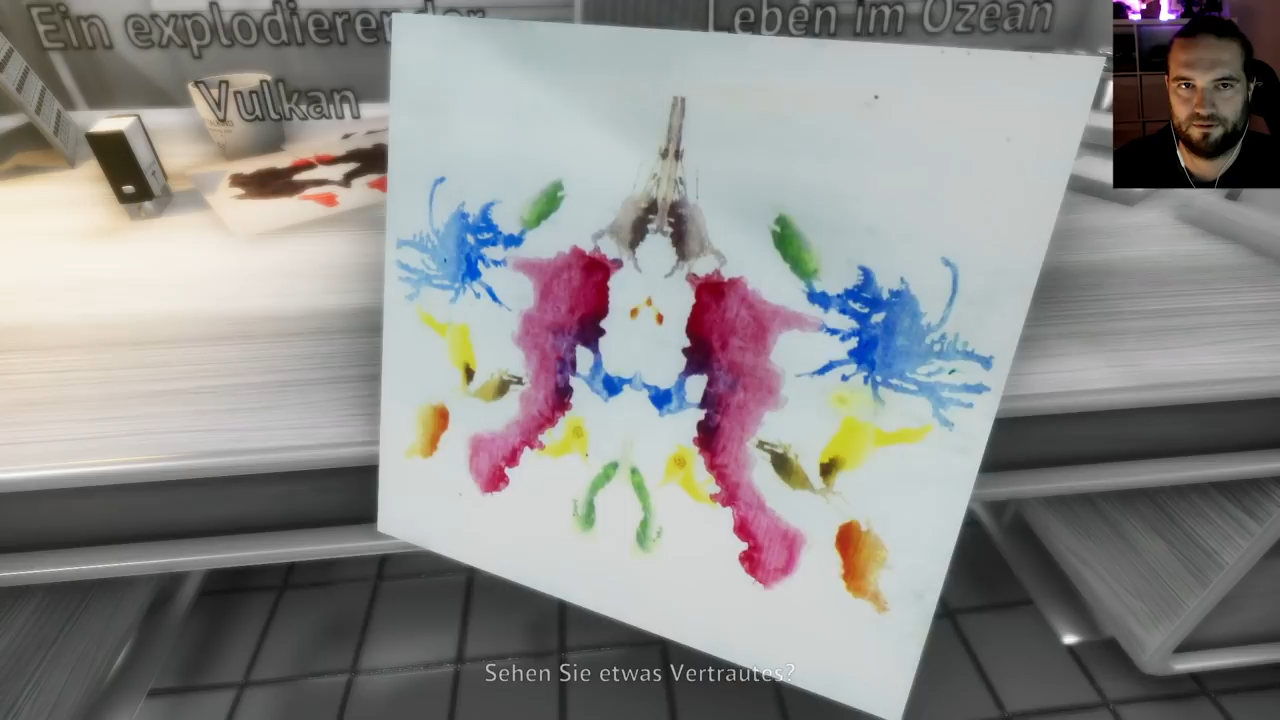 Ein explodierender
Vulkan
Leben im Ozean
Sehen Sie etwas Vertrautes?